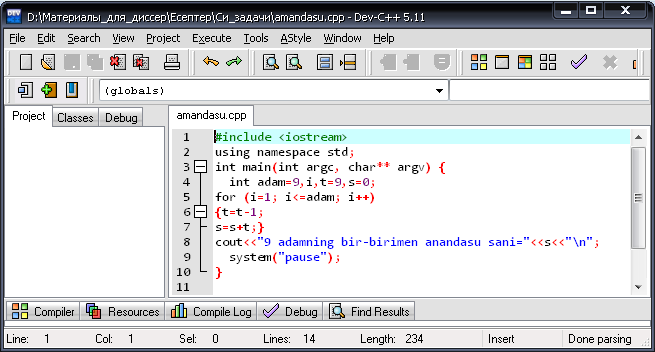 D:\Материалы_для_диссер\Есептер\Си_задачи\amandasu.cpp - Dev-C++ 5.11
File Edit Search View Project Execute Tools AStyle Window Help
(globals)
Project Classes Debug
amandasu.cpp
1 #include <iostream>
2 using namespace std;
3 int main(int argc, char** argv) {
4 int adam=9,i,t=9,s=0;
5 for (i=1; i<=adam; i++)
6 {t=t-1;
7 s=s+t;}
8 cout<<"9 adamning bir-birimen anandasu sani="<<s<<"\n";
9 system("pause");
10 }
11
Compiler Resources Compile Log Debug Find Results
Line: 1 Col: 1 Sel: 0 Lines: 14 Length: 234 Insert Done parsing